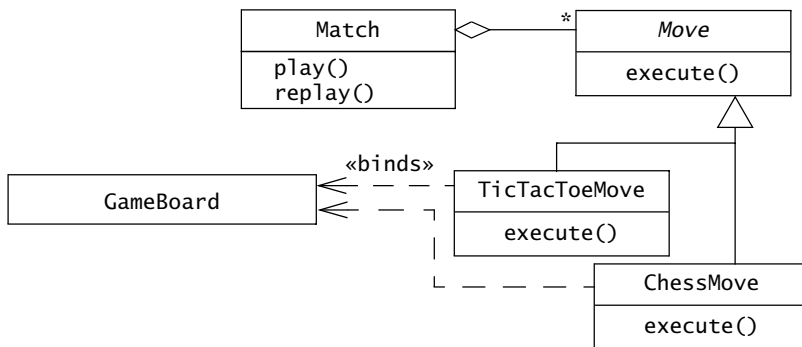 Match
play()
replay()
*
Move
execute()
«binds»
GameBoard
TicTacToeMove
execute()
ChessMove
execute()